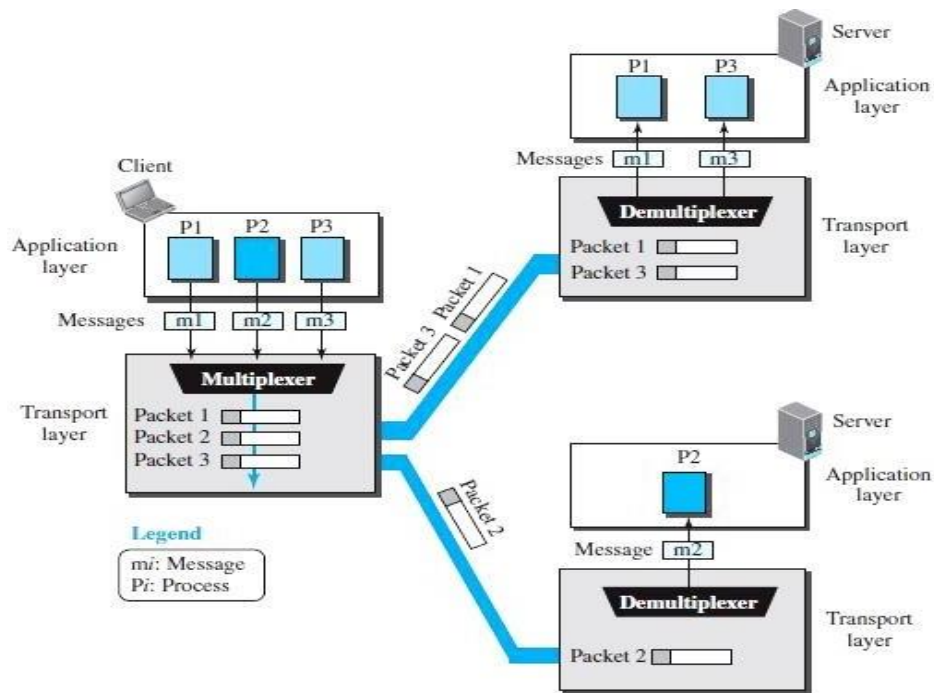 Client
Application
layer
P1 P2 P3
Messages m1 m2 m3
Transport
layer
Multiplexer
Packet 1
Packet 2
Packet 3
Legend
mi: Message
Pi: Process
Packet 3
Packet 1
Packet 2
Server
P1 P3
Application
layer
Messages m1 m3
Demultiplexer
Transport
layer
Packet 1
Packet 3
Server
P2
Application
layer
Message m2
Demultiplexer
Transport
layer
Packet 2